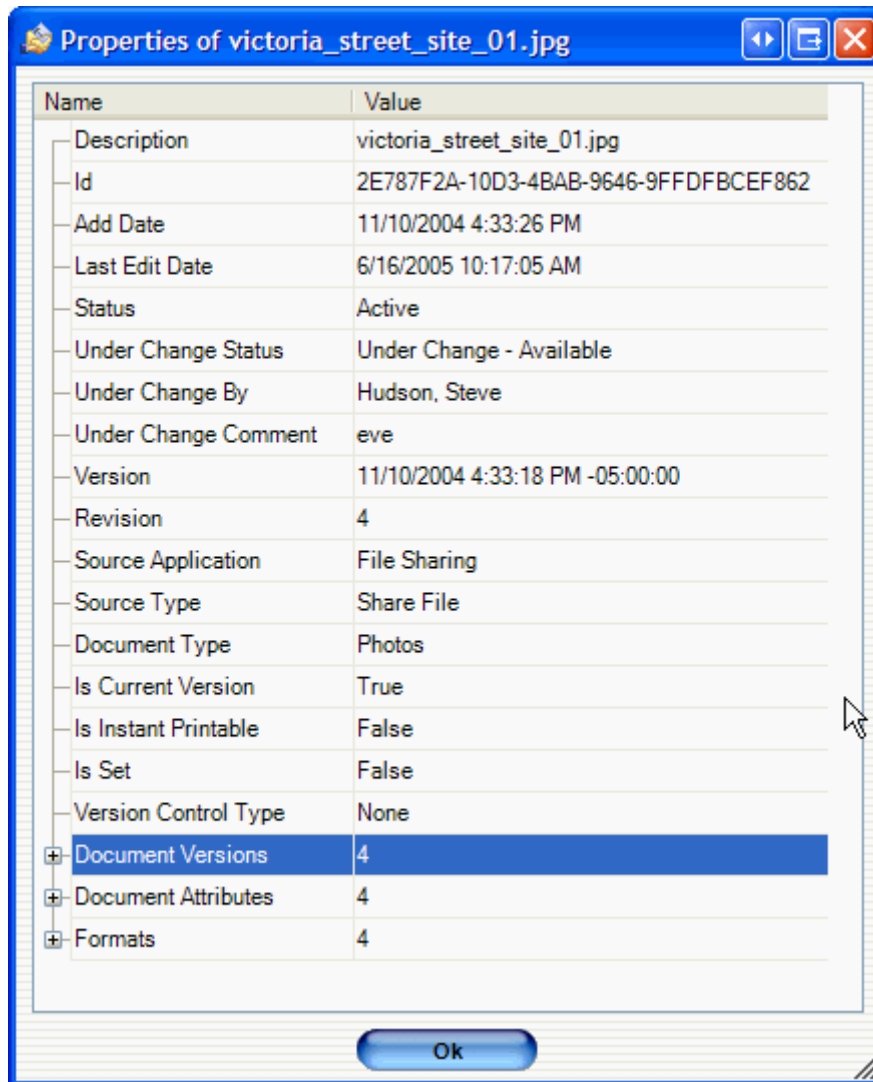 Properties of victoria_street_site_01.jpg
Name Value
Description victoria_street_site_01.jpg
Id 2E787F2A-10D3-4BAB-9646-9FFDFBCEF862
Add Date 11/10/2004 4:33:26 PM
Last Edit Date 6/16/2005 10:17:05 AM
Status Active
Under Change Status Under Change - Available
Under Change By Hudson, Steve
Under Change Comment eve
Version 11/10/2004 4:33:18 PM -05:00:00
Revision 4
Source Application File Sharing
Source Type Share File
Document Type Photos
Is Current Version True
Is Instant Printable False
Is Set False
Version Control Type None
Document Versions 4
Document Attributes 4
Formats 4
Ok